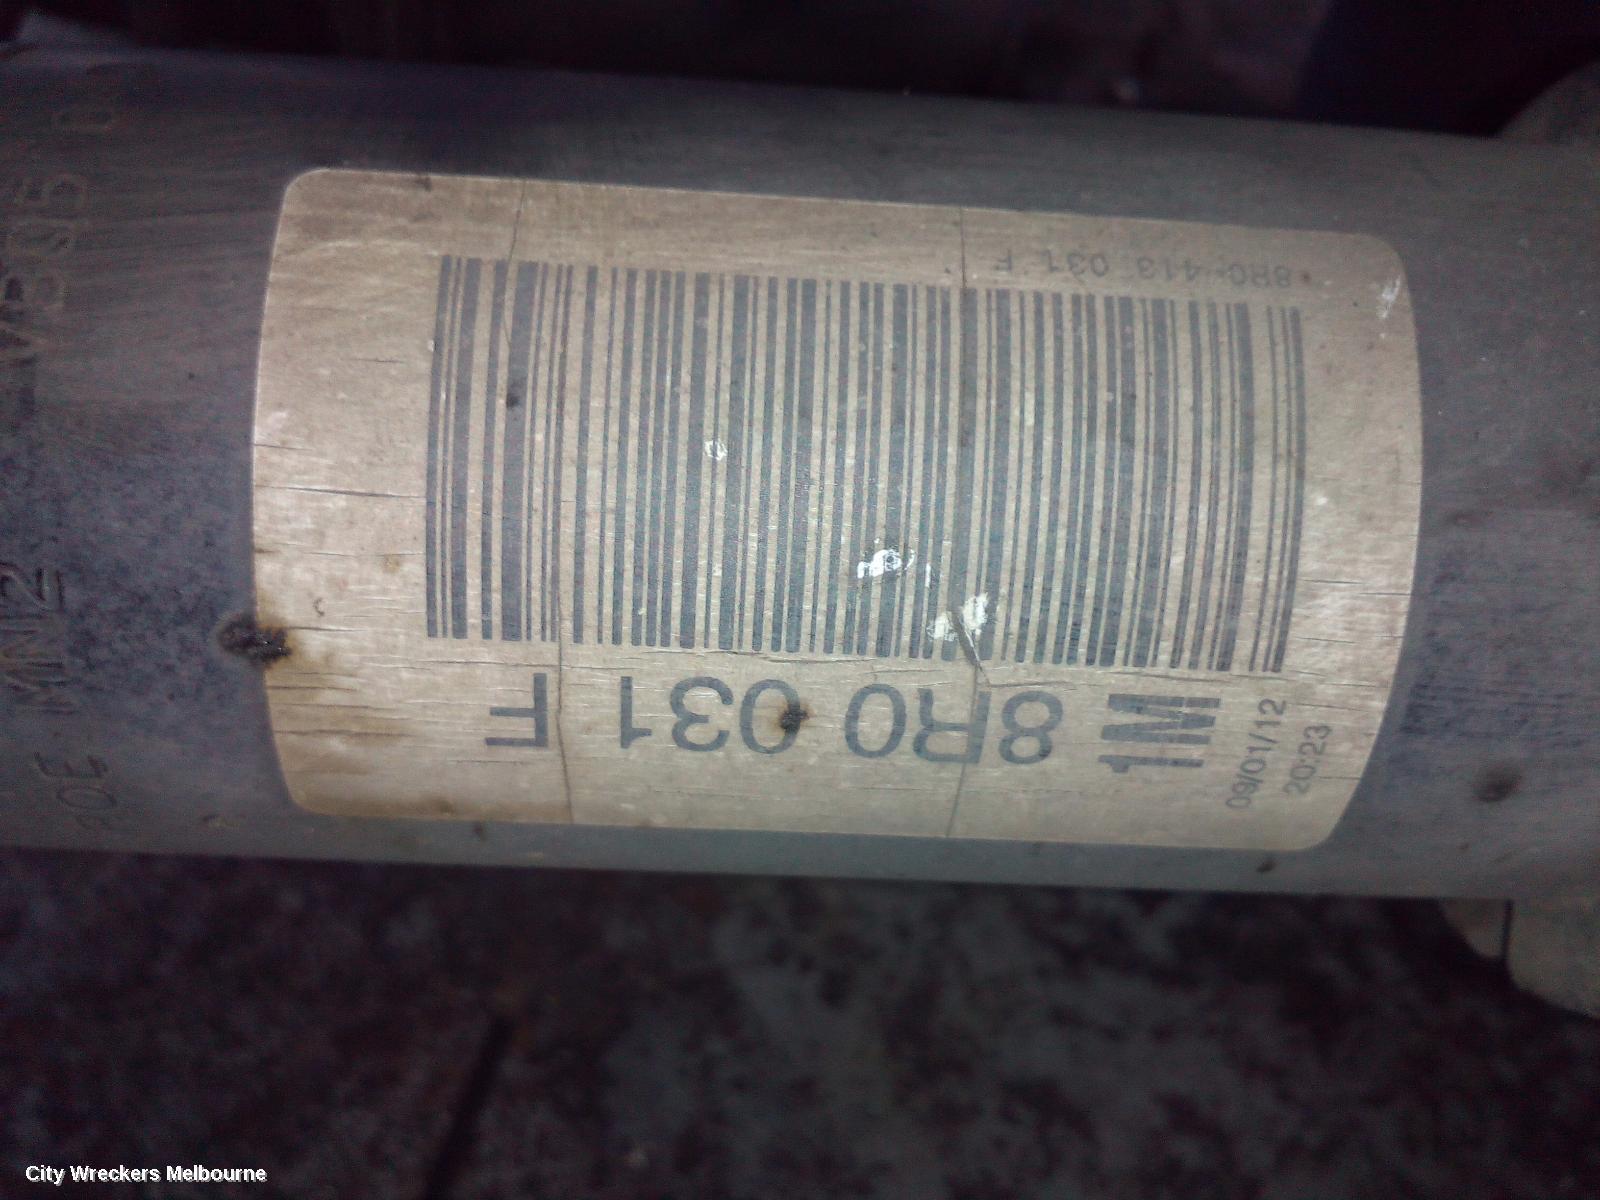 8R0 413 031 F
1M 8R0 031 F
09/01/12
20:23
City Wreckers Melbourne